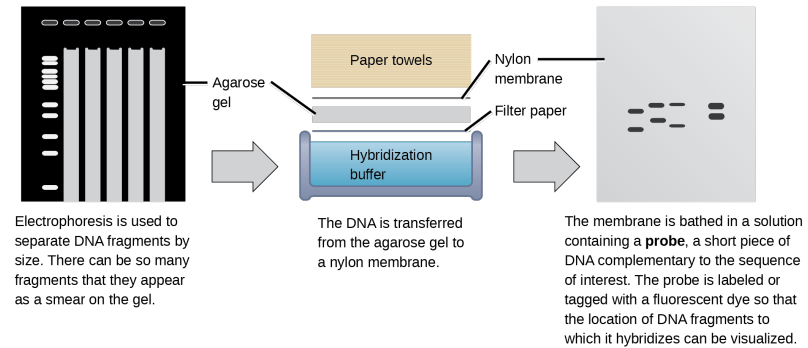 Agarose
gel
Paper towels
Nylon
membrane
Filter paper
Hybridization
buffer
Electrophoresis is used to
separate DNA fragments by
size. There can be so many
fragments that they appear
as a smear on the gel.
The DNA is transferred
from the agarose gel to
a nylon membrane.
The membrane is bathed in a solution
containing a probe, a short piece of
DNA complementary to the sequence
of interest. The probe is labeled or
tagged with a fluorescent dye so that
the location of DNA fragments to
which it hybridizes can be visualized.